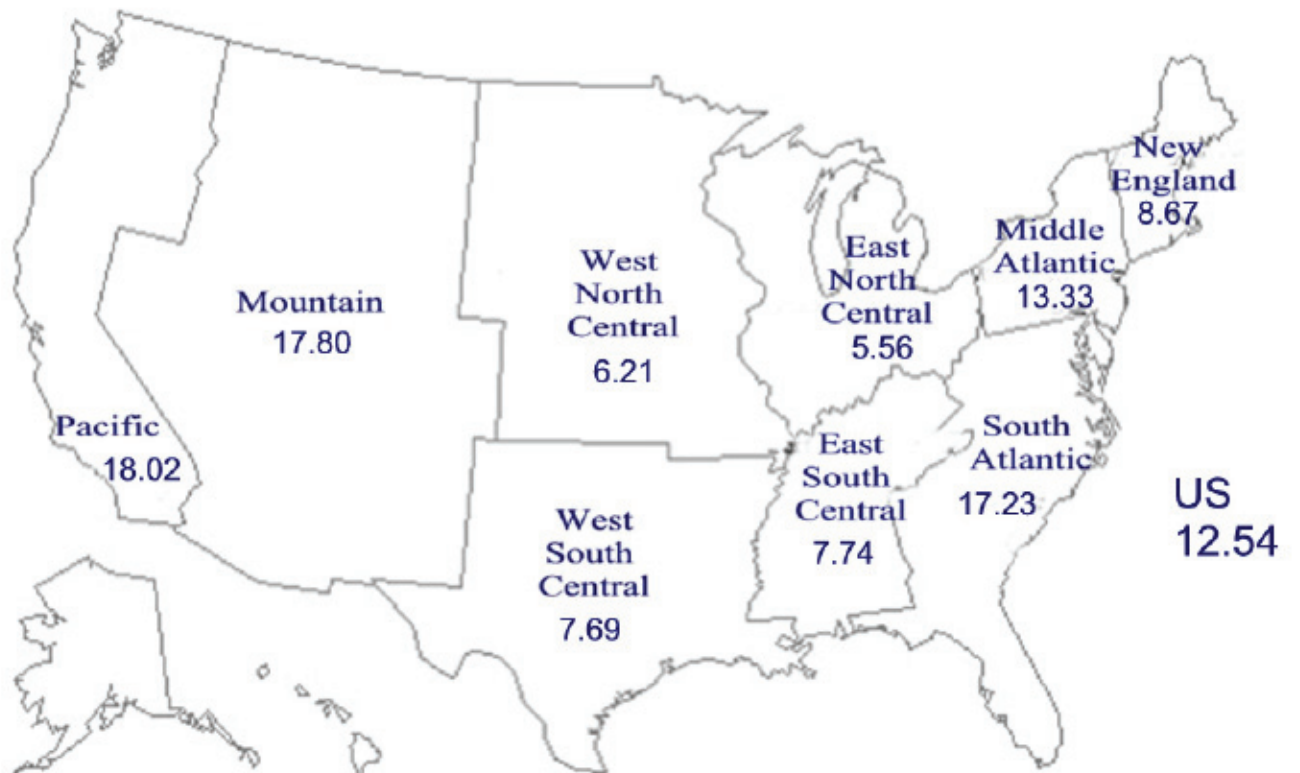 New
England
8.67
Middle
Atlantic
13.33
East
North
Central
5.56
West
North
Central
6.21
Mountain
17.80
Pacific
18.02
East
South
Central
7.74
South
Atlantic
17.23
West
South
Central
7.69
US
12.54